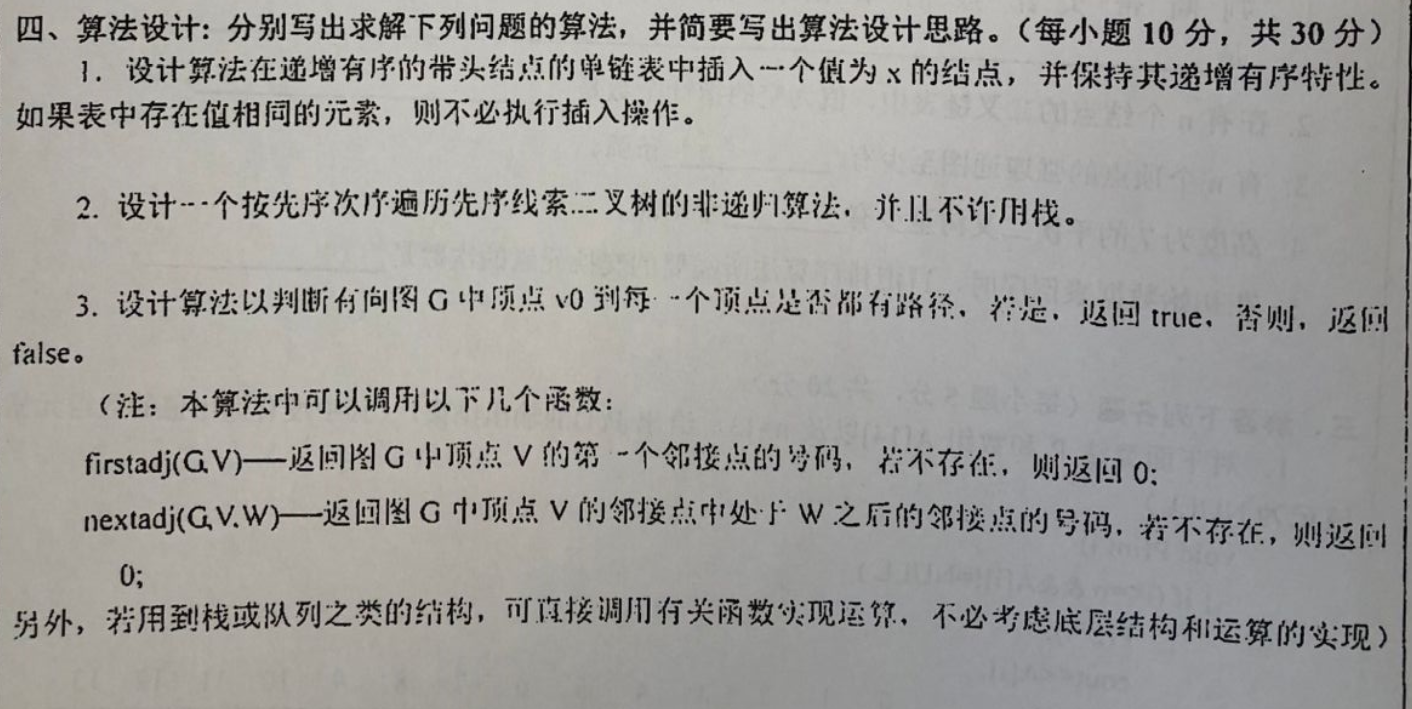 四、算法设计：分别写出求解下列问题的算法，并简要写出算法设计思路。（每小题 10 分，共 30 分）
1．设计算法在递增有序的带头结点的单链表中插入一个值为 x 的结点，并保持其递增有序特性。
如果表中存在值相同的元素，则不必执行插入操作。
2. 设计一个按先序次序遍历先序线索二叉树的非递归算法，并且不许用栈。
3. 设计算法以判断有向图 G 中顶点 v0 到每一个顶点是否都有路径，若是，返回 true，否则，返回
false。
（注：本算法中可以调用以下几个函数：
firstadj(G,V)——返回图 G 中顶点 V 的第一个邻接点的号码，若不存在，则返回 0;
nextadj(G,V,W)——返回图 G 中顶点 V 的邻接点中处于 W 之后的邻接点的号码，若不存在，则返回
0;
另外，若用到栈或队列之类的结构，可直接调用有关函数实现运算，不必考虑底层结构和运算的实现）